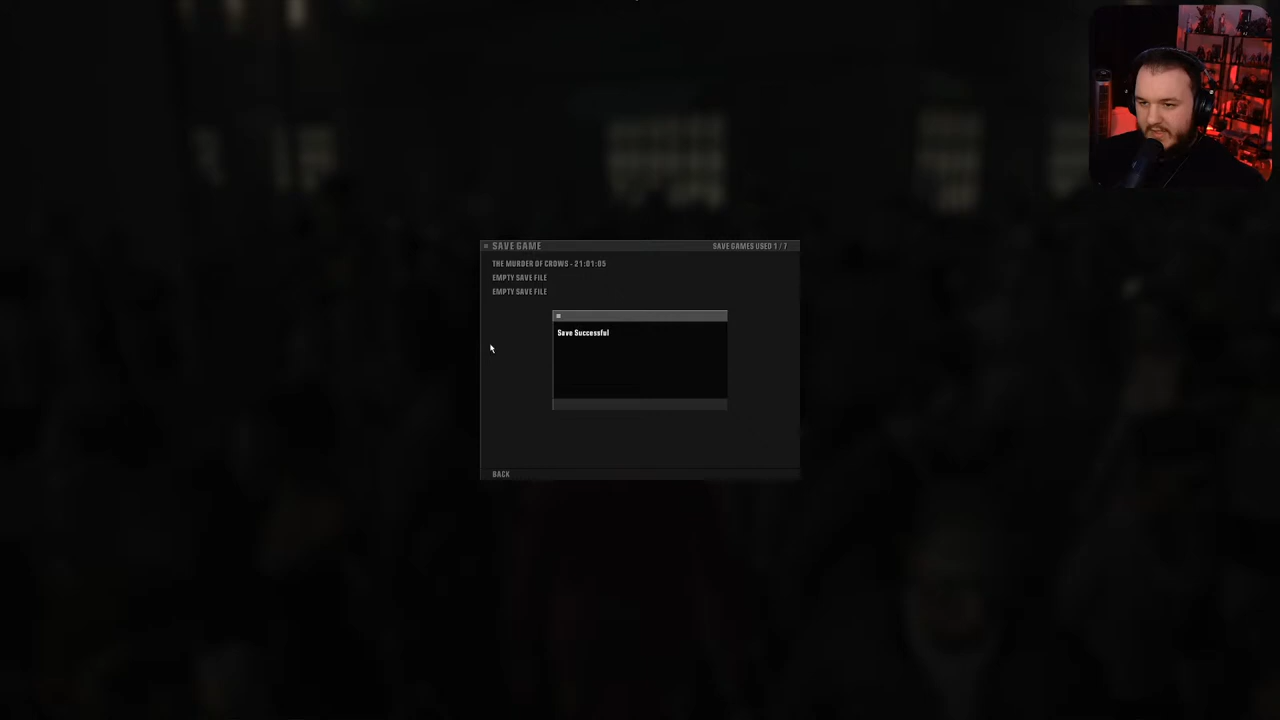 SAVE GAME
SAVE GAMES USED 1 / 7
THE MURDER OF CROWS - 21:01:05
EMPTY SAVE FILE
EMPTY SAVE FILE
Save Successful
BACK